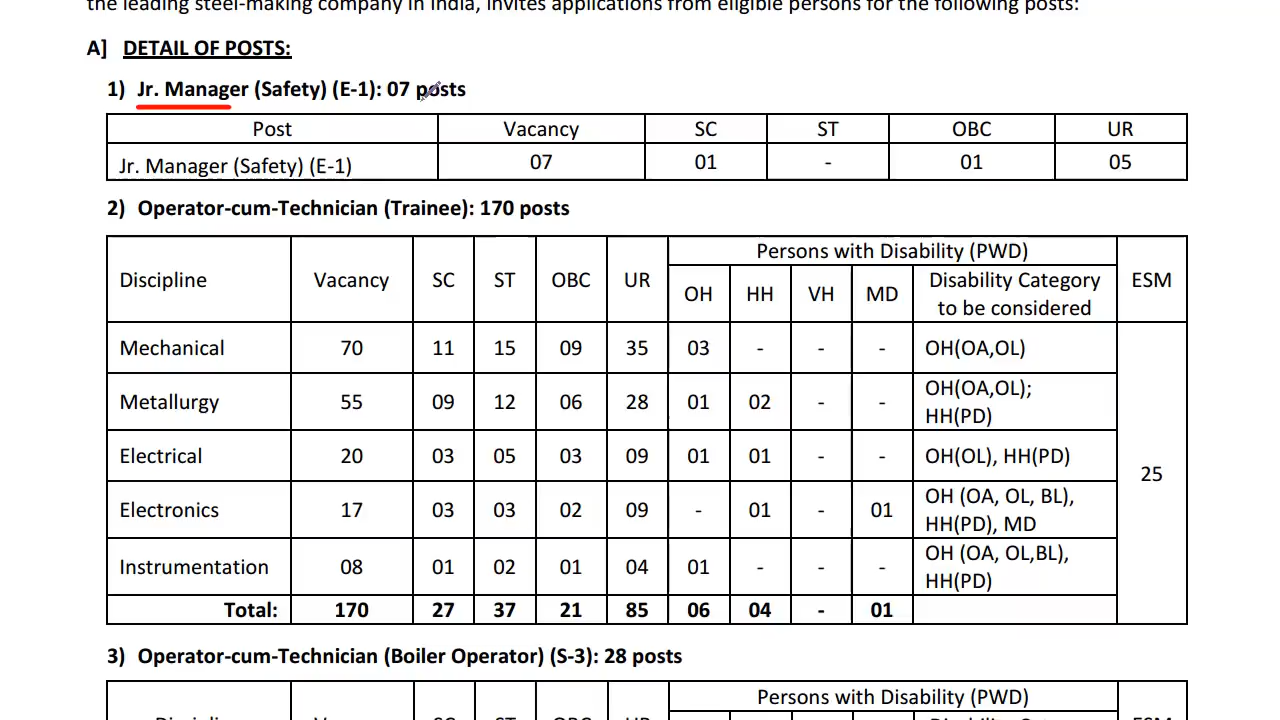 the leading steel-making company in India, invites applications from eligible persons for the following posts:
A] DETAIL OF POSTS:
1) Jr. Manager (Safety) (E-1): 07 posts
Post Vacancy SC ST OBC UR
Jr. Manager (Safety) (E-1) 07 01 - 01 05
2) Operator-cum-Technician (Trainee): 170 posts
Persons with Disability (PWD)
Discipline Vacancy SC ST OBC UR OH HH VH MD Disability Category to be considered ESM
Mechanical 70 11 15 09 35 03 - - - OH(OA,OL)
Metallurgy 55 09 12 06 28 01 02 - - OH(OA,OL); HH(PD)
Electrical 20 03 05 03 09 01 01 - - OH(OL), HH(PD)
25
Electronics 17 03 03 02 09 - 01 - 01 OH (OA, OL, BL), HH(PD), MD
Instrumentation 08 01 02 01 04 01 - - - OH (OA, OL,BL), HH(PD)
Total: 170 27 37 21 85 06 04 - 01
3) Operator-cum-Technician (Boiler Operator) (S-3): 28 posts
Persons with Disability (PWD)
SC ST OBC UR ESM